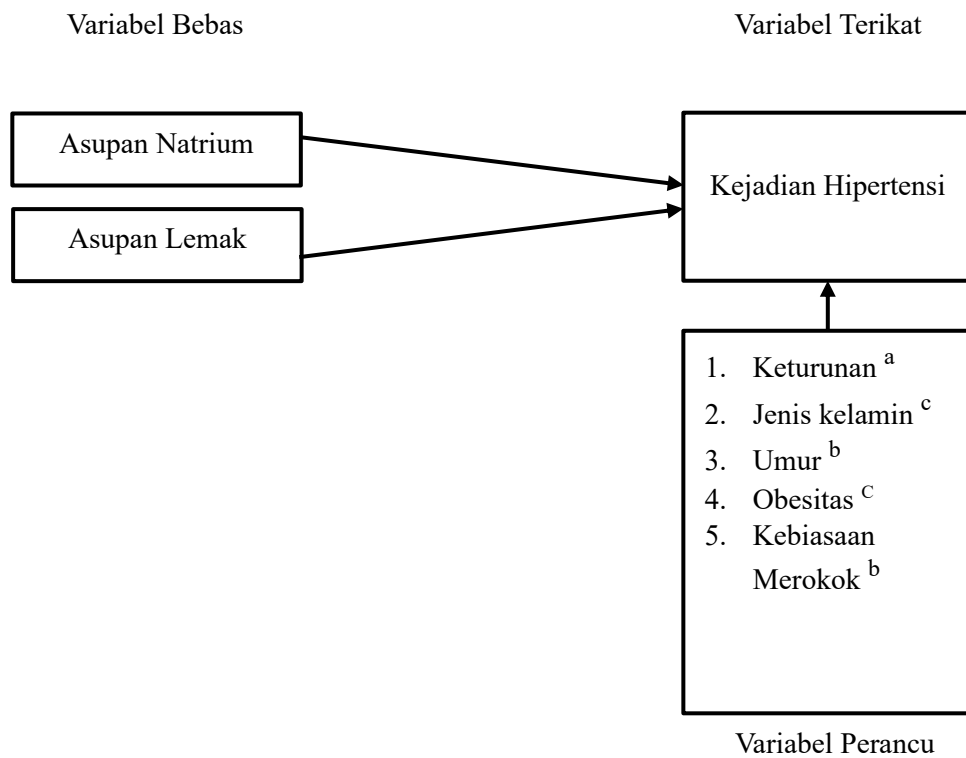 Variabel Bebas
Variabel Terikat
Asupan Natrium
Asupan Lemak
Kejadian Hipertensi
1. Keturunan a
2. Jenis kelamin c
3. Umur b
4. Obesitas C
5. Kebiasaan
Merokok b
Variabel Perancu